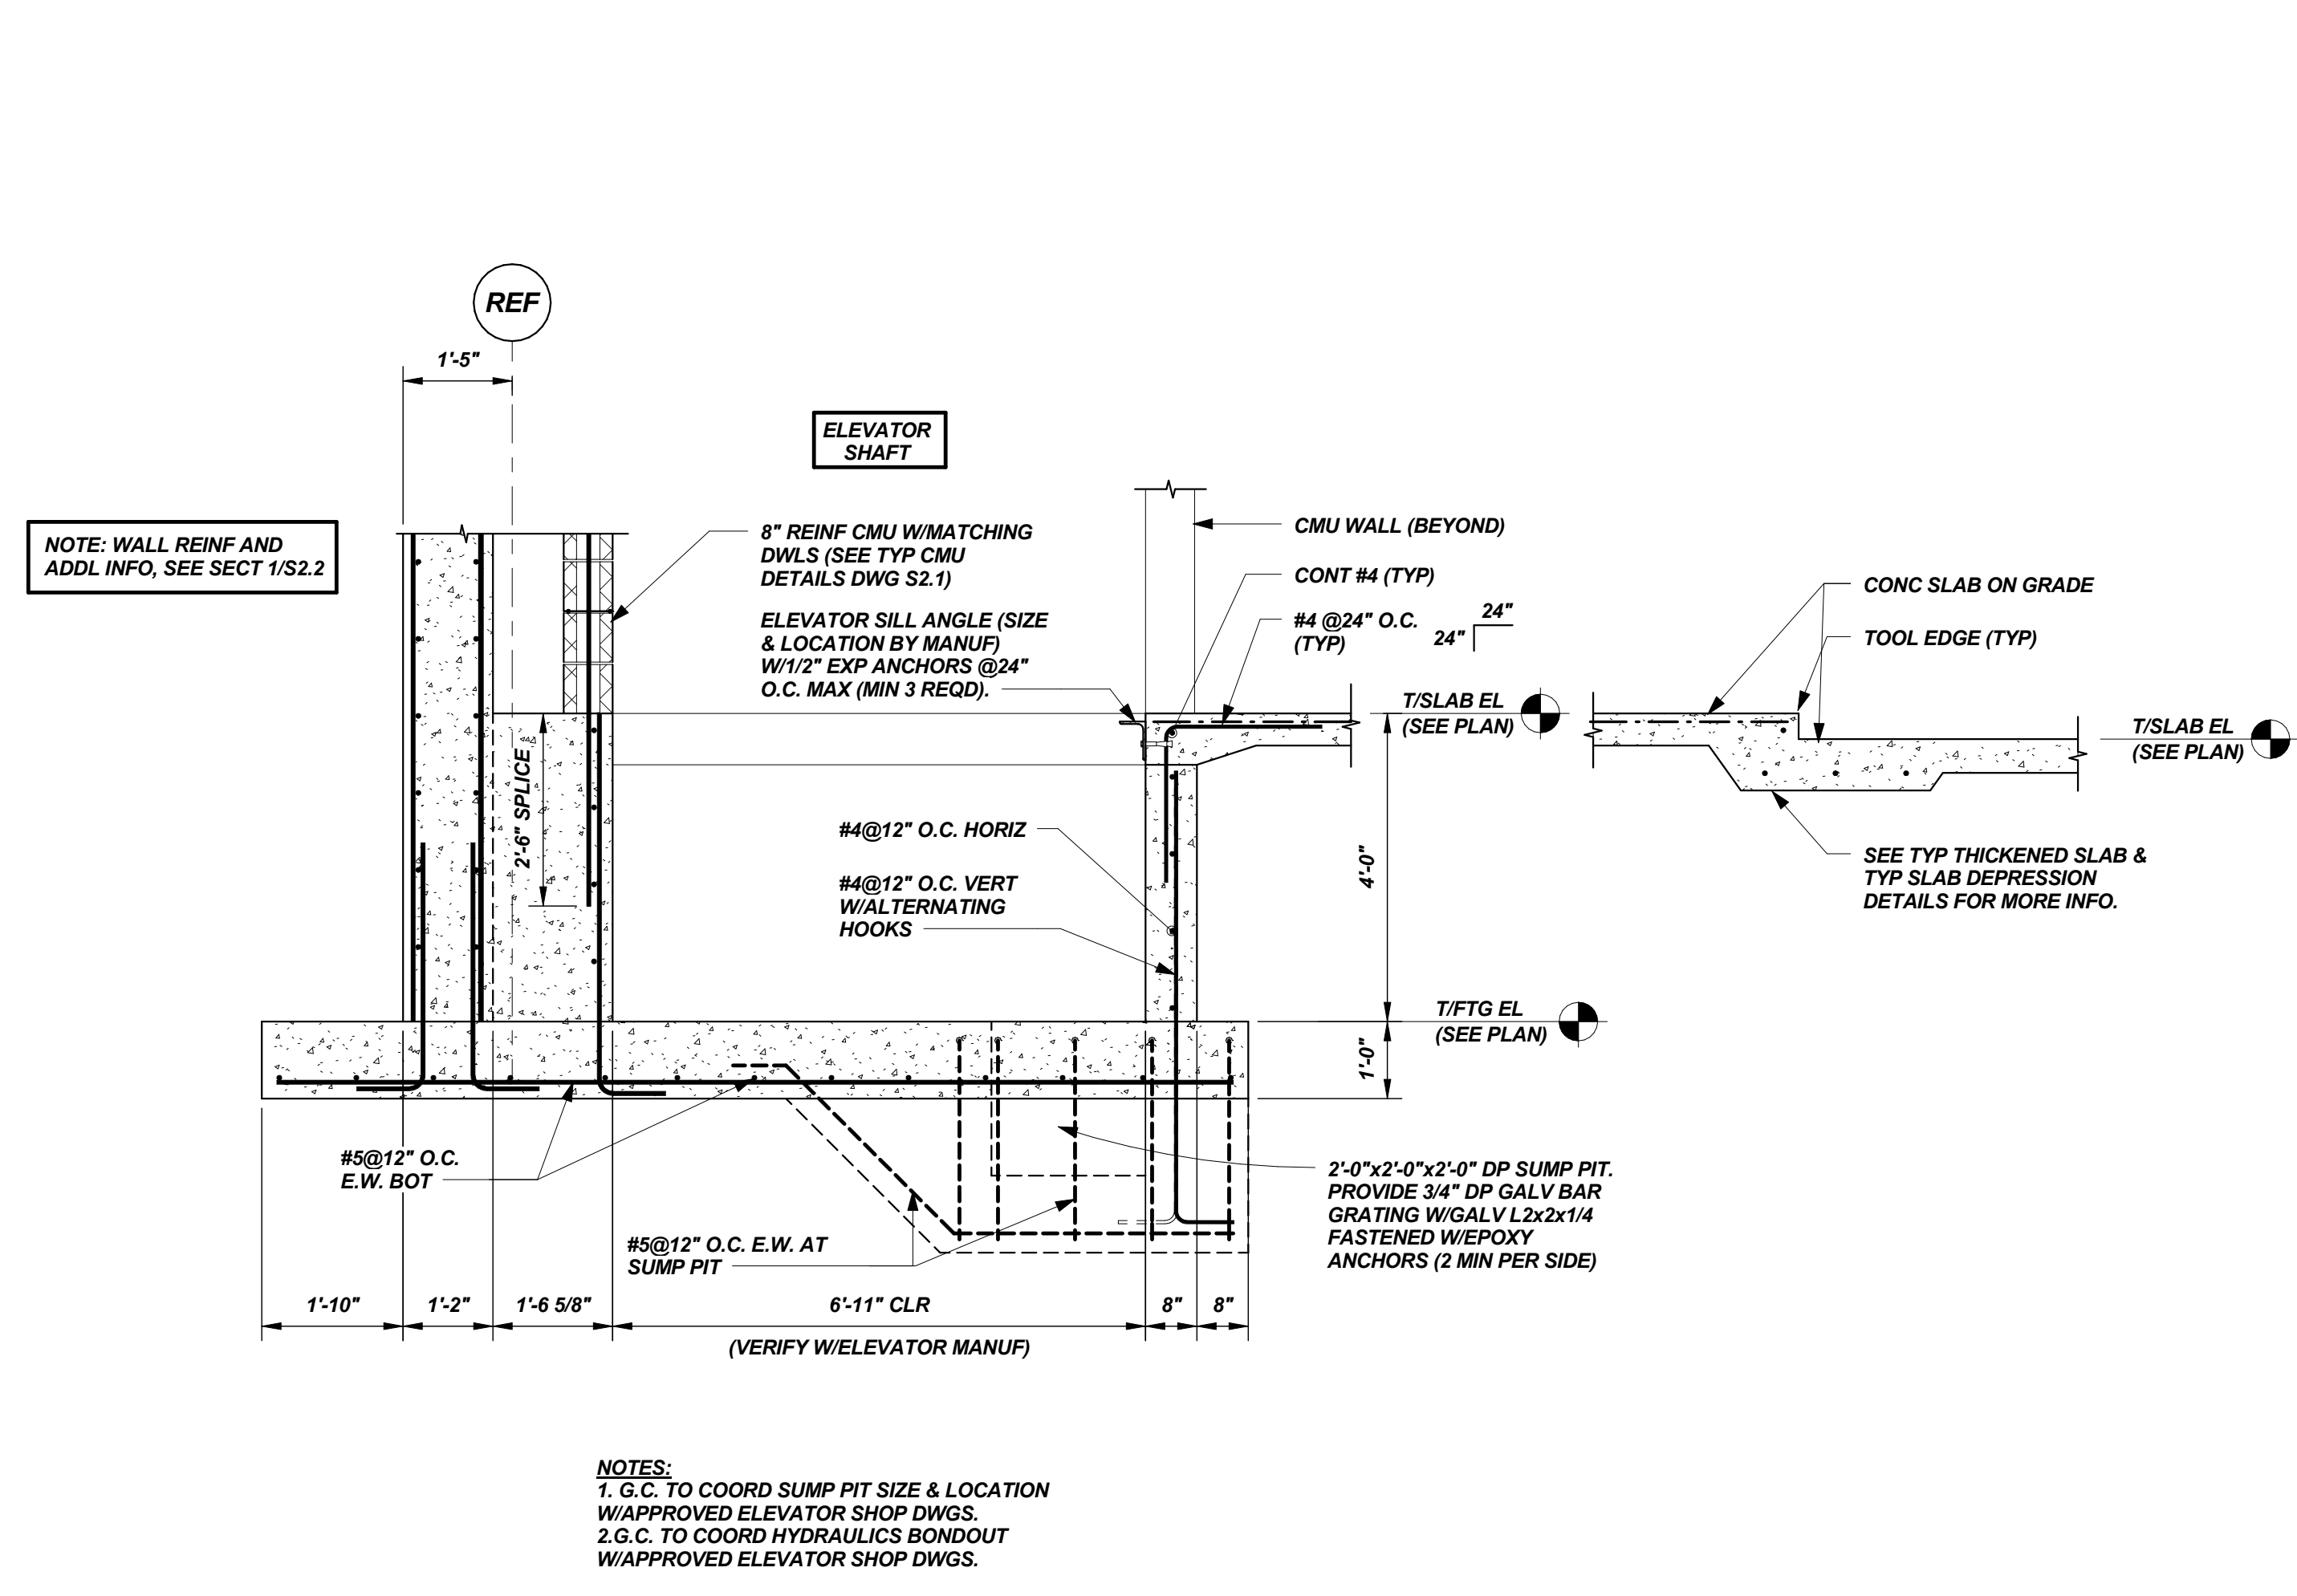 REF
1'-5"
ELEVATOR
SHAFT
NOTE: WALL REINF AND
ADDL INFO, SEE SECT 1/S2.2
8" REINF CMU W/MATCHING
DWLS (SEE TYP CMU
DETAILS DWG S2.1)
ELEVATOR SILL ANGLE (SIZE
& LOCATION BY MANUF)
W/1/2" EXP ANCHORS @24"
O.C. MAX (MIN 3 REQD).
CMU WALL (BEYOND)
CONT #4 (TYP)
#4 @24" O.C.
(TYP)
24"
24"
CONC SLAB ON GRADE
TOOL EDGE (TYP)
T/SLAB EL
(SEE PLAN)
T/SLAB EL
(SEE PLAN)
2'-6" SPLICE
#4@12" O.C. HORIZ
#4@12" O.C. VERT
W/ALTERNATING
HOOKS
4'-0"
SEE TYP THICKENED SLAB &
TYP SLAB DEPRESSION
DETAILS FOR MORE INFO.
T/FTG EL
(SEE PLAN)
1'-0"
#5@12" O.C.
E.W. BOT
#5@12" O.C. E.W. AT
SUMP PIT
2'-0"x2'-0"x2'-0" DP SUMP PIT.
PROVIDE 3/4" DP GALV BAR
GRATING W/GALV L2x2x1/4
FASTENED W/EPOXY
ANCHORS (2 MIN PER SIDE)
1'-10"
1'-2"
1'-6 5/8"
6'-11" CLR
8"
8"
(VERIFY W/ELEVATOR MANUF)
NOTES:
1. G.C. TO COORD SUMP PIT SIZE & LOCATION
W/APPROVED ELEVATOR SHOP DWGS.
2.G.C. TO COORD HYDRAULICS BONDOUT
W/APPROVED ELEVATOR SHOP DWGS.